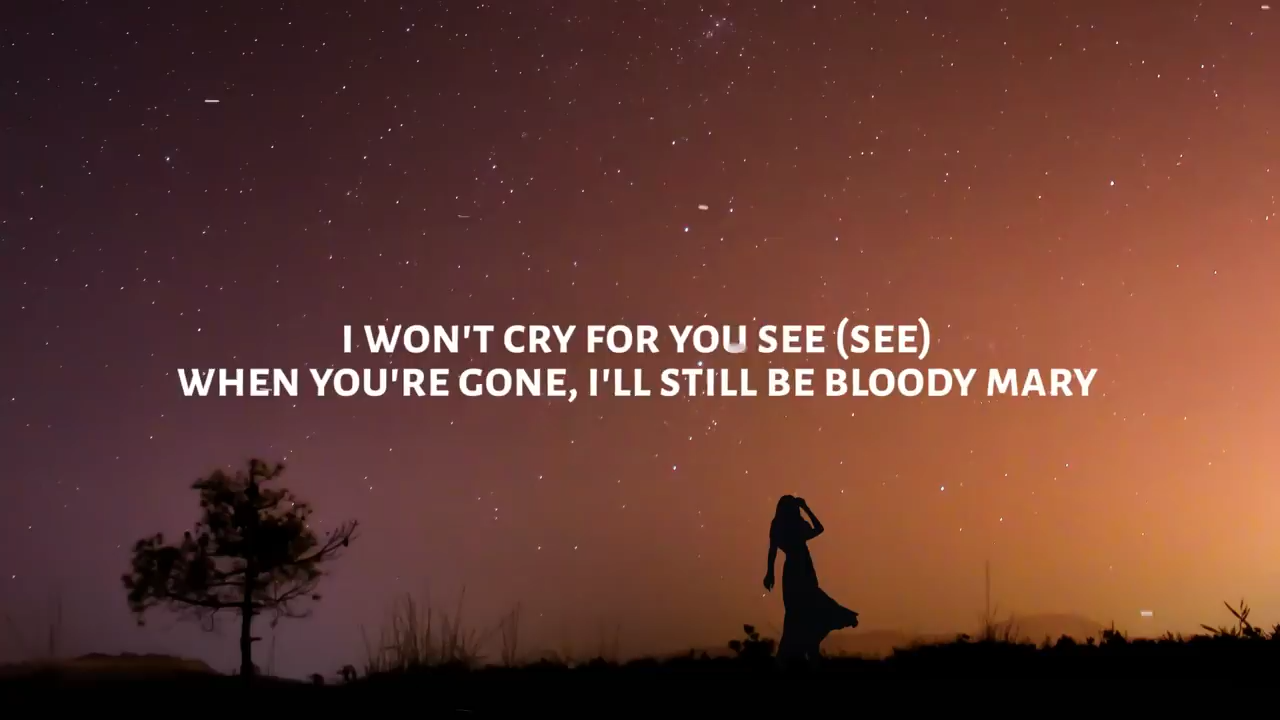 I WON'T CRY FOR YOU SEE (SEE)
WHEN YOU'RE GONE, I'LL STILL BE BLOODY MARY